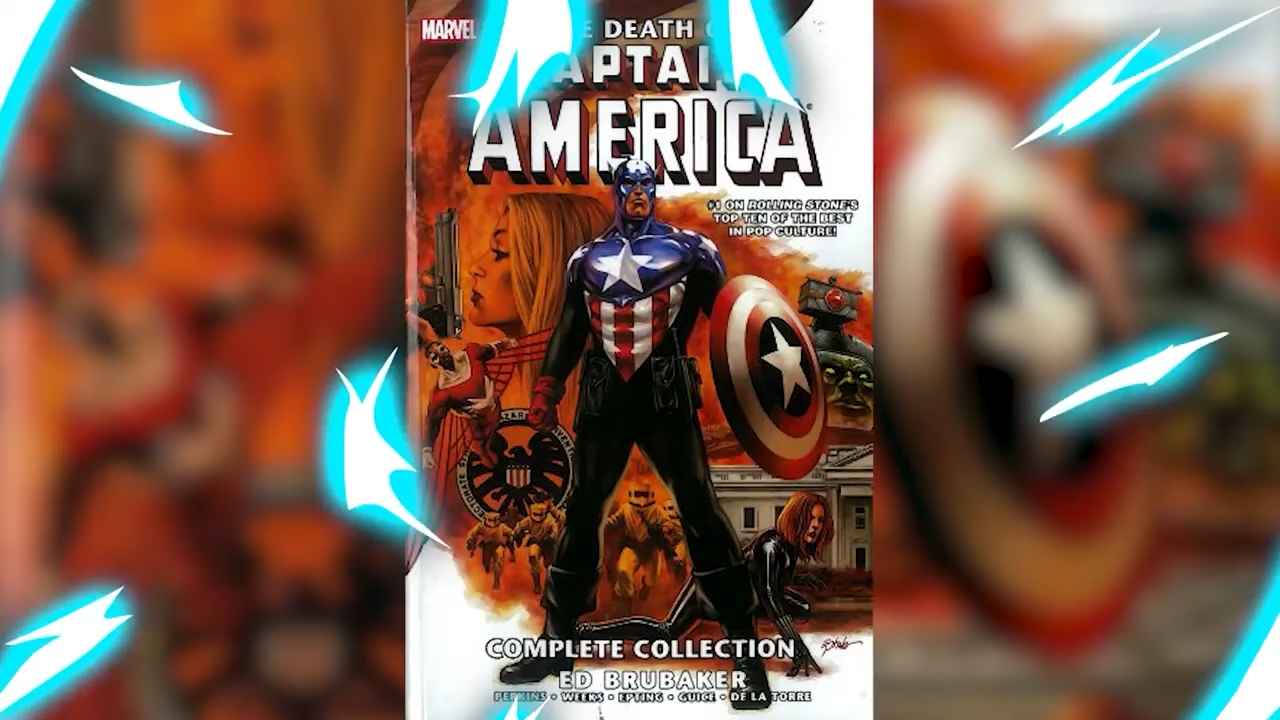 MARVEL
E DEATH O
APTAI
AMERICA
#1 ON ROLLING STONE'S
TOP TEN OF THE BEST
IN POP CULTURE!
COMPLETE COLLECTION
ED BRUBAKER
PERKINS • WEEKS • EPTING • GUICE • DE LA TORRE